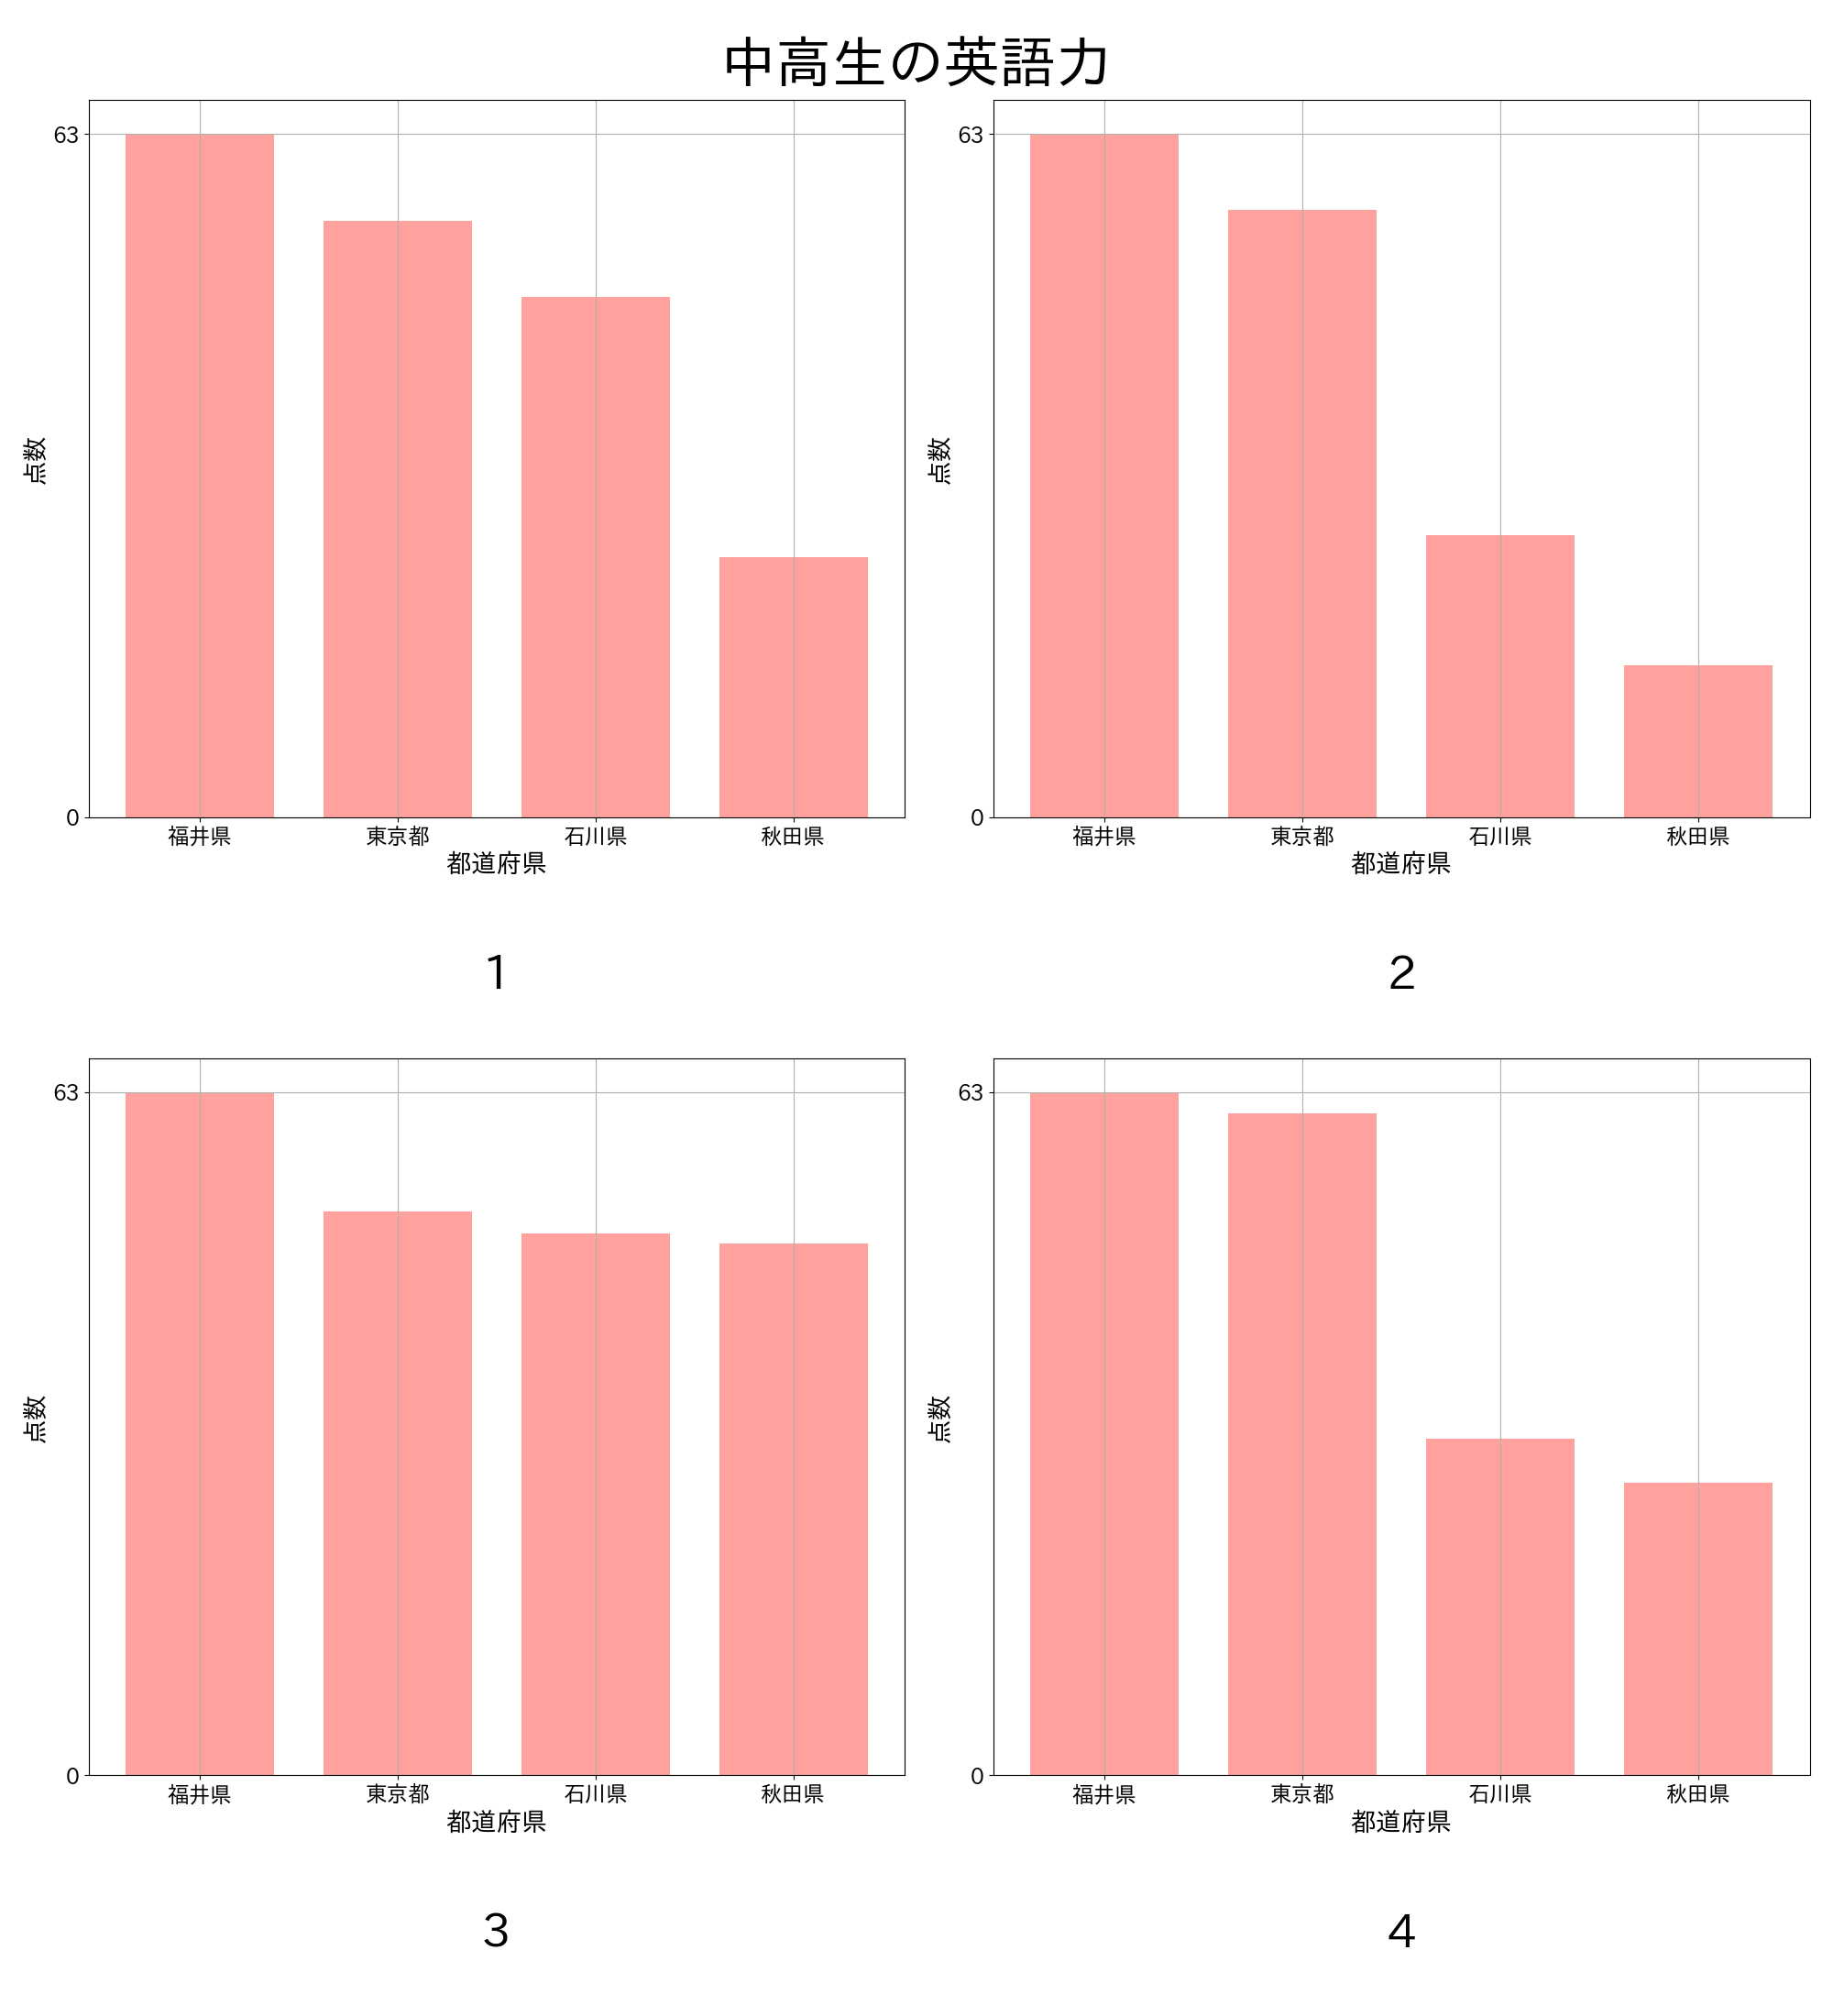 中高生の英語力
63
点数
0
福井県 東京都 石川県 秋田県
都道府県
1
63
点数
0
福井県 東京都 石川県 秋田県
都道府県
2
63
点数
0
福井県 東京都 石川県 秋田県
都道府県
3
63
点数
0
福井県 東京都 石川県 秋田県
都道府県
4